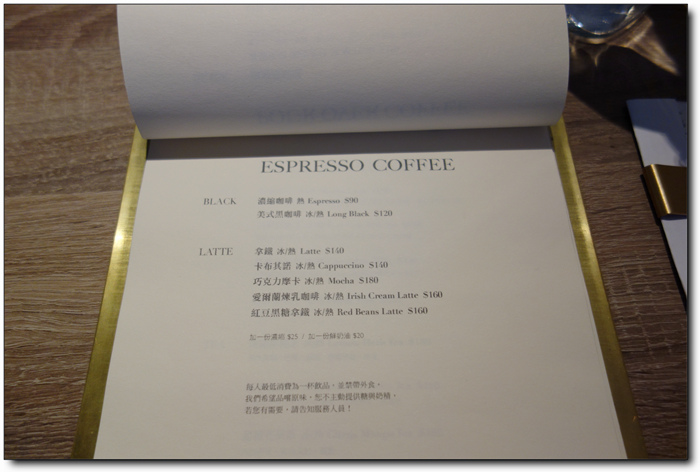 ESPRESSO COFFEE
BLACK 濃縮咖啡 熱 Espresso $90
美式黑咖啡 冰/熱 Long Black $120
LATTE 拿鐵 冰/熱 Latte $140
卡布其諾 冰/熱 Cappuccino $140
巧克力摩卡 冰/熱 Mocha $180
愛爾蘭煉乳咖啡 冰/熱 Irish Cream Latte $160
紅豆黑糖拿鐵 冰/熱 Red Beans Latte $160
加一份濃縮 $25 / 加一份鮮奶油 $20
每人最低消費為一杯飲品，並禁帶外食。
我們希望品嚐原味，恕不主動提供糖與奶精，
若您有需要，請告知服務人員！